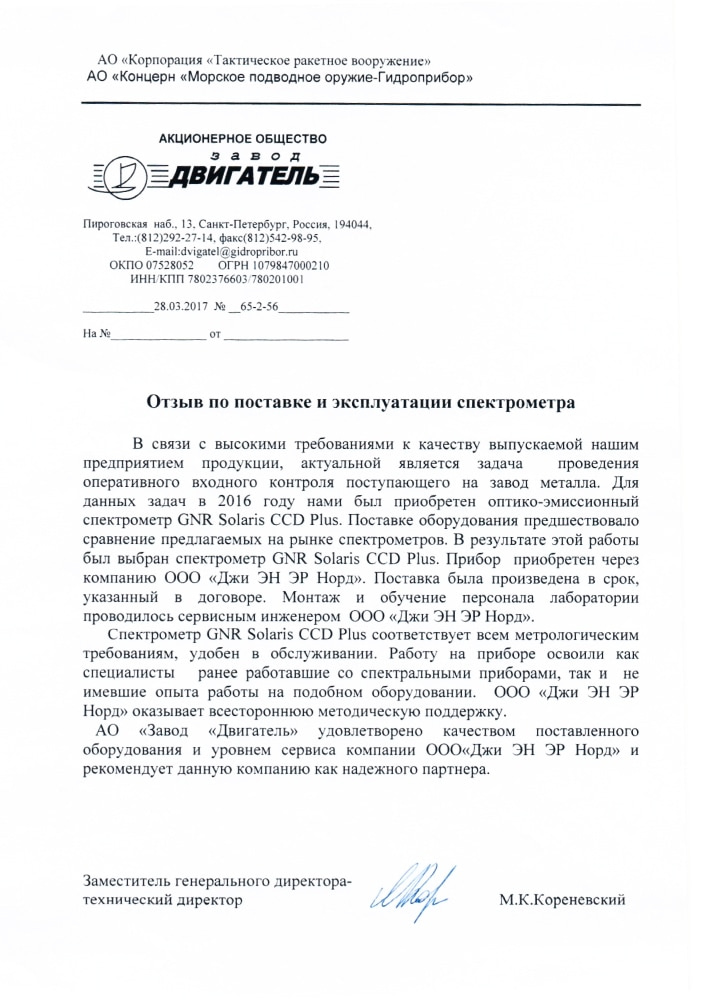 АО «Корпорация «Тактическое ракетное вооружение»
АО «Концерн «Морское подводное оружие-Гидроприбор»
АКЦИОНЕРНОЕ ОБЩЕСТВО
завод
ДВИГАТЕЛЬ
Пироговская наб., 13, Санкт-Петербург, Россия, 194044,
Тел.:(812)292-27-14, факс(812)542-98-95,
E-mail:dvigatel@gidropribor.ru
ОКПО 07528052 ОГРН 1079847000210
ИНН/КПП 7802376603/780201001
____________28.03.2017 № __65-2-56____________
На №________________ от _____________________
Отзыв по поставке и эксплуатации спектрометра
В связи с высокими требованиями к качеству выпускаемой нашим
предприятием продукции, актуальной является задача проведения
оперативного входного контроля поступающего на завод металла. Для
данных задач в 2016 году нами был приобретен оптико-эмиссионный
спектрометр GNR Solaris CCD Plus. Поставке оборудования предшествовало
сравнение предлагаемых на рынке спектрометров. В результате этой работы
был выбран спектрометр GNR Solaris CCD Plus. Прибор приобретен через
компанию ООО «Джи ЭН ЭР Норд». Поставка была произведена в срок,
указанный в договоре. Монтаж и обучение персонала лаборатории
проводилось сервисным инженером ООО «Джи ЭН ЭР Норд».
Спектрометр GNR Solaris CCD Plus соответствует всем метрологическим
требованиям, удобен в обслуживании. Работу на приборе освоили как
специалисты ранее работавшие со спектральными приборами, так и не
имевшие опыта работы на подобном оборудовании. ООО «Джи ЭН ЭР
Норд» оказывает всестороннюю методическую поддержку.
АО «Завод «Двигатель» удовлетворено качеством поставленного
оборудования и уровнем сервиса компании ООО«Джи ЭН ЭР Норд» и
рекомендует данную компанию как надежного партнера.
Заместитель генерального директора-
технический директор М.К.Кореневский